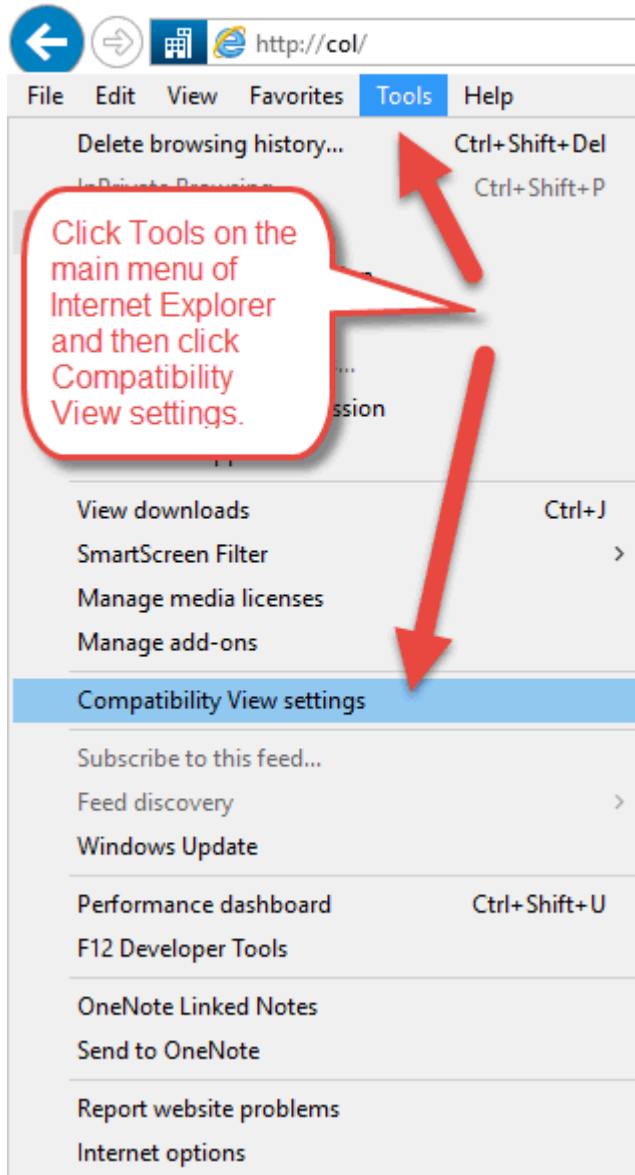 http://col/
File Edit View Favorites Tools Help
Delete browsing history... Ctrl+Shift+Del
InPrivate Browsing Ctrl+Shift+P
Click Tools on the
main menu of
Internet Explorer
and then click
Compatibility
View settings.
View downloads Ctrl+J
SmartScreen Filter
Manage media licenses
Manage add-ons
Compatibility View settings
Subscribe to this feed...
Feed discovery
Windows Update
Performance dashboard Ctrl+Shift+U
F12 Developer Tools
OneNote Linked Notes
Send to OneNote
Report website problems
Internet options